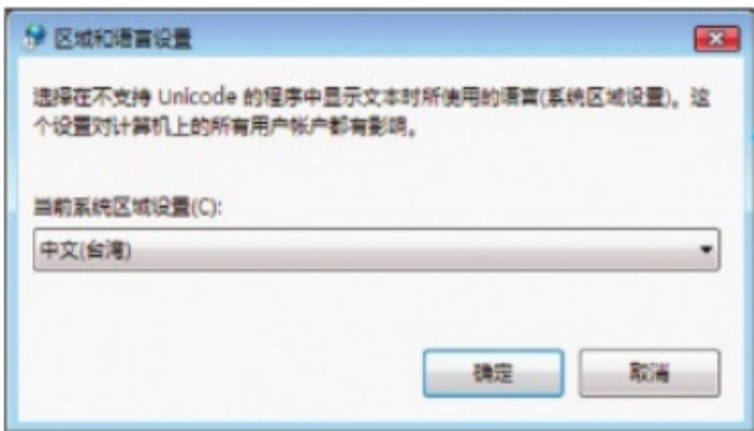 区域和语言设置
选择在不支持 Unicode 的程序中显示文本时所使用的语言(系统区域设置)。这
个设置对计算机上的所有用户帐户都有影响。
当前系统区域设置(C):
中文(台湾)
确定
取消